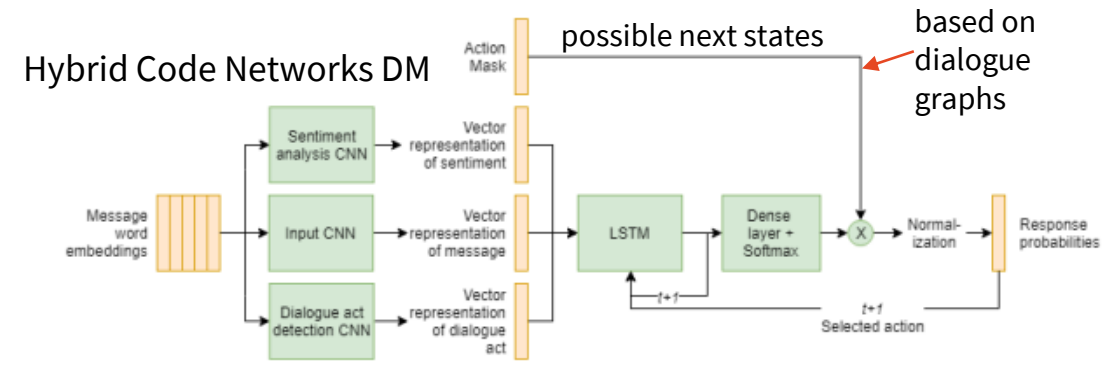 Hybrid Code Networks DM
Action
Mask
possible next states
based on
dialogue
graphs
Message
word
embeddings
Sentiment
analysis CNN
Vector
representation
of sentiment
Input CNN
Vector
representation
of message
Dialogue act
detection CNN
Vector
representation
of dialogue
act
LSTM
t+1
Dense
layer +
Softmax
X
Normal-
ization
Response
probabilities
t+1
Selected action